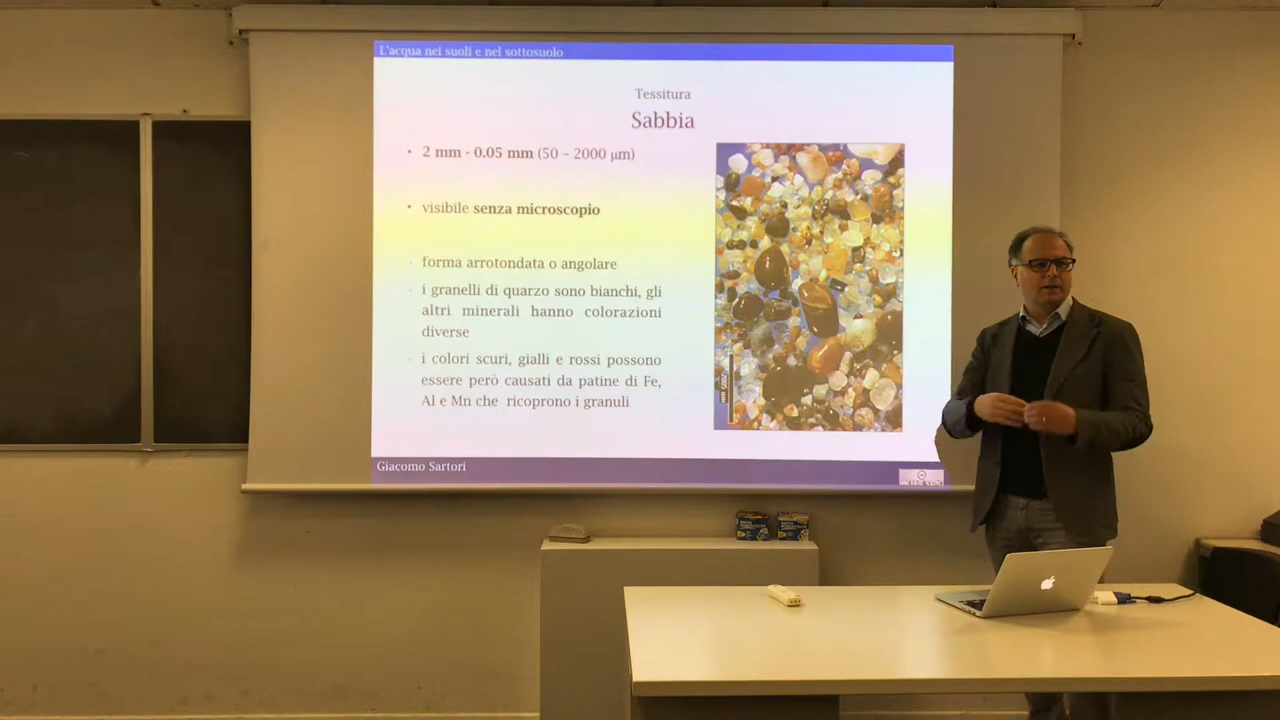 L'acqua nei suoli e nel sottosuolo
Tessitura
Sabbia
• 2 mm - 0.05 mm (50 – 2000 µm)
• visibile senza microscopio
forma arrotondata o angolare
i granelli di quarzo sono bianchi, gli
altri minerali hanno colorazioni
diverse
i colori scuri, gialli e rossi possono
essere però causati da patine di Fe,
Al e Mn che ricoprono i granuli
Giacomo Sartori